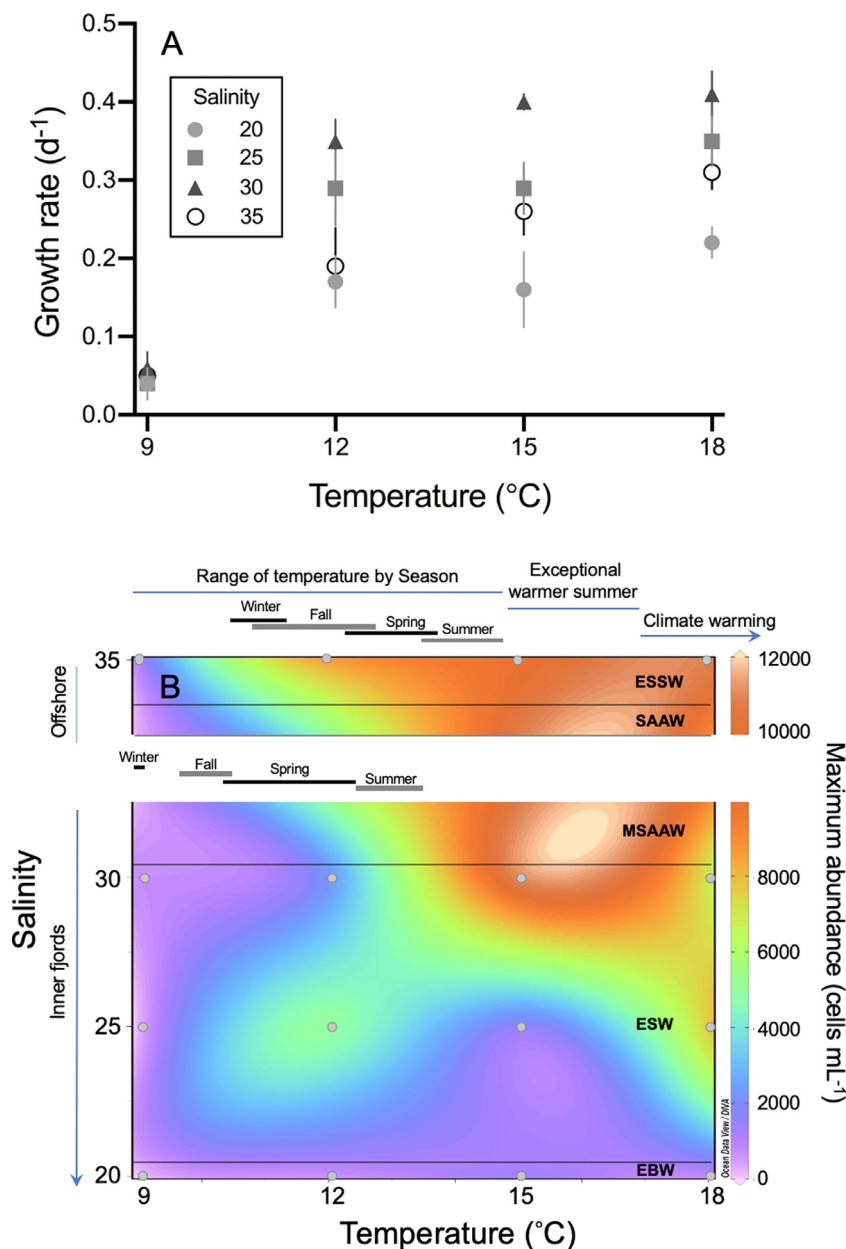 A
Salinity
20
25
30
35
0.5
0.4
0.3
0.2
0.1
0.0
Growth rate (d-1)
9 12 15 18
Temperature (°C)
Range of temperature by Season
Exceptional
warmer summer
Climate warming
Winter
Fall
Spring
Summer
35
B
ESSW
SAAW
12000
10000
Offshore
Winter
Fall
Spring
Summer
MSAAW
30
25
20
ESW
EBW
8000
6000
4000
2000
0
Salinity
Inner fjords
Ocean Data View / DIVA
Maximum abundance (cells mL-1)
9 12 15 18
Temperature (°C)